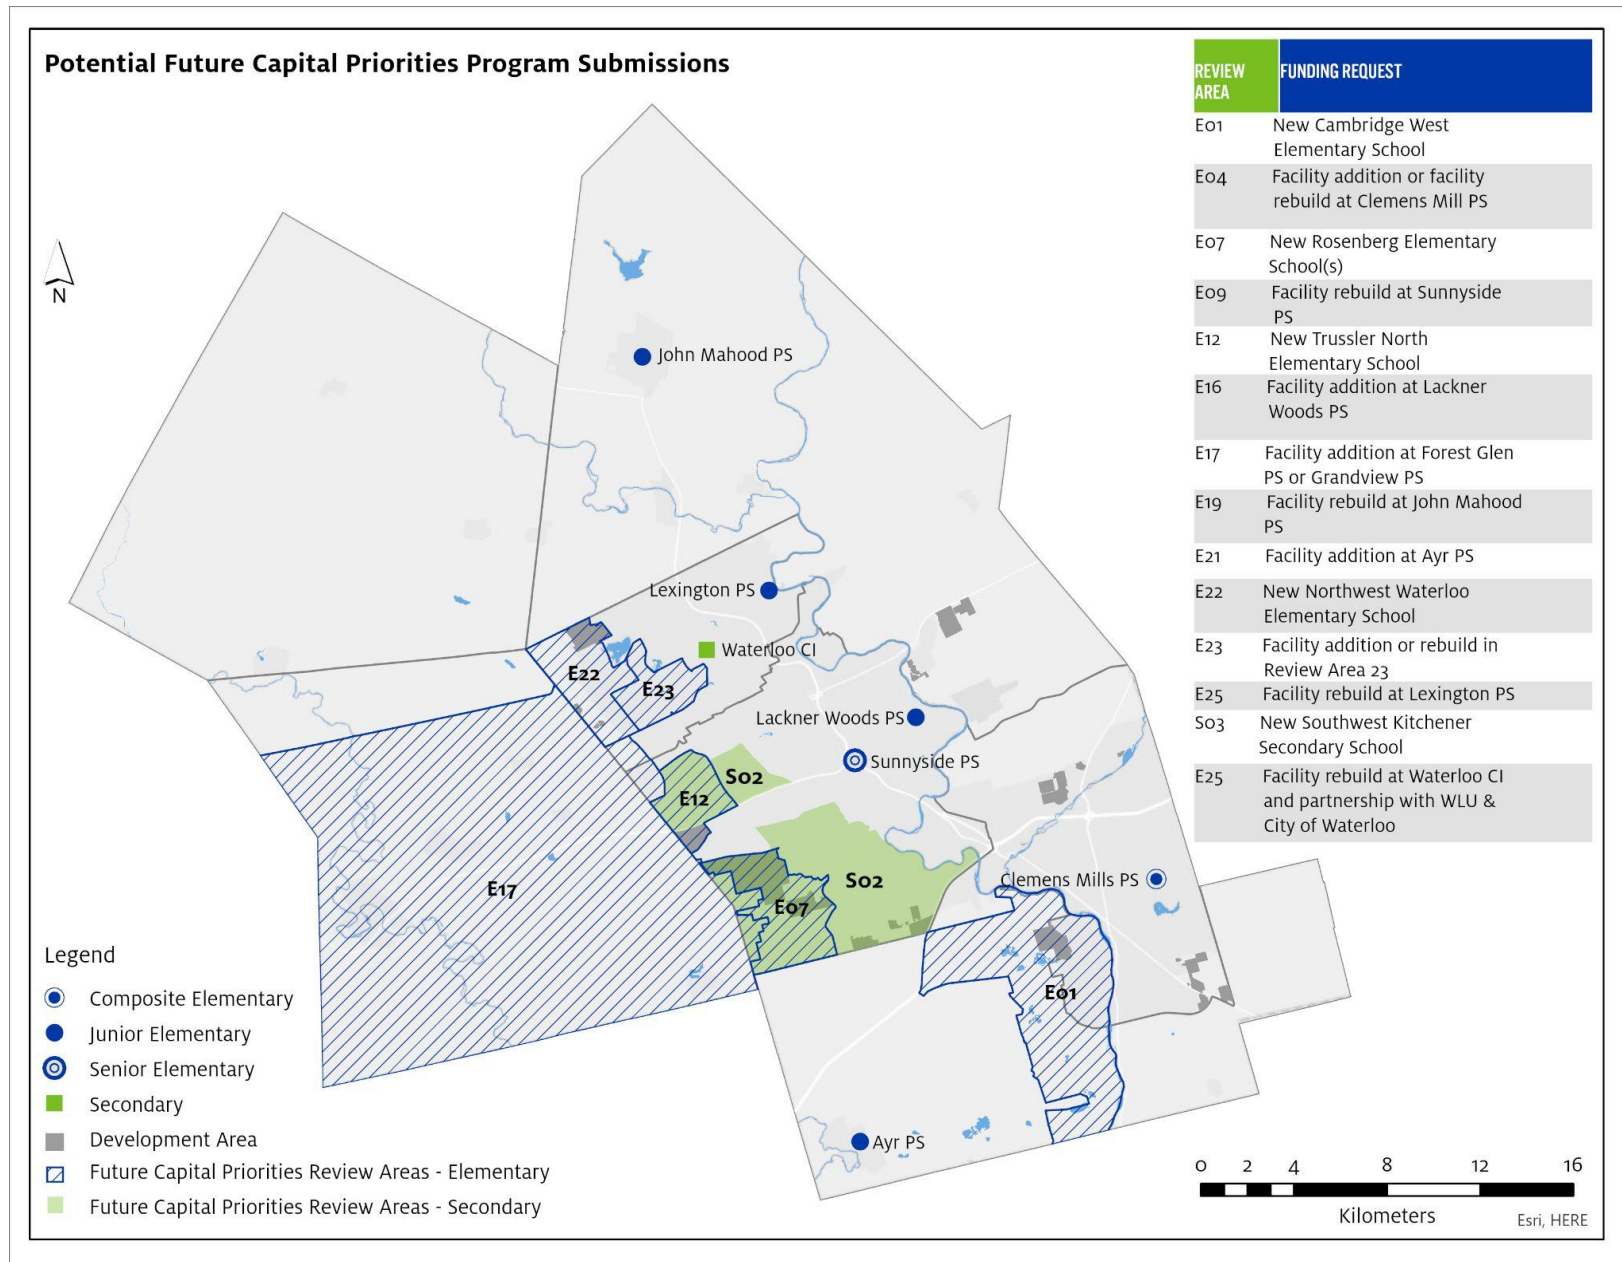 Potential Future Capital Priorities Program Submissions
REVIEW
AREA
FUNDING REQUEST
E01 New Cambridge West
Elementary School
E04 Facility addition or facility
rebuild at Clemens Mill PS
E07 New Rosenberg Elementary
School(s)
E09 Facility rebuild at Sunnyside
PS
E12 New Trussler North
Elementary School
E16 Facility addition at Lackner
Woods PS
E17 Facility addition at Forest Glen
PS or Grandview PS
E19 Facility rebuild at John Mahood
PS
E21 Facility addition at Ayr PS
E22 New Northwest Waterloo
Elementary School
E23 Facility addition or rebuild in
Review Area 23
E25 Facility rebuild at Lexington PS
S03 New Southwest Kitchener
Secondary School
E25 Facility rebuild at Waterloo CI
and partnership with WLU &
City of Waterloo
N
John Mahood PS
Lexington PS
Waterloo CI
E22
E23
Lackner Woods PS
Sunnyside PS
S02
E12
S02
Clemens Mills PS
E17
E07
E01
Ayr PS
Legend
Composite Elementary
Junior Elementary
Senior Elementary
Secondary
Development Area
Future Capital Priorities Review Areas - Elementary
Future Capital Priorities Review Areas - Secondary
0 2 4 8 12 16
Kilometers
Esri, HERE